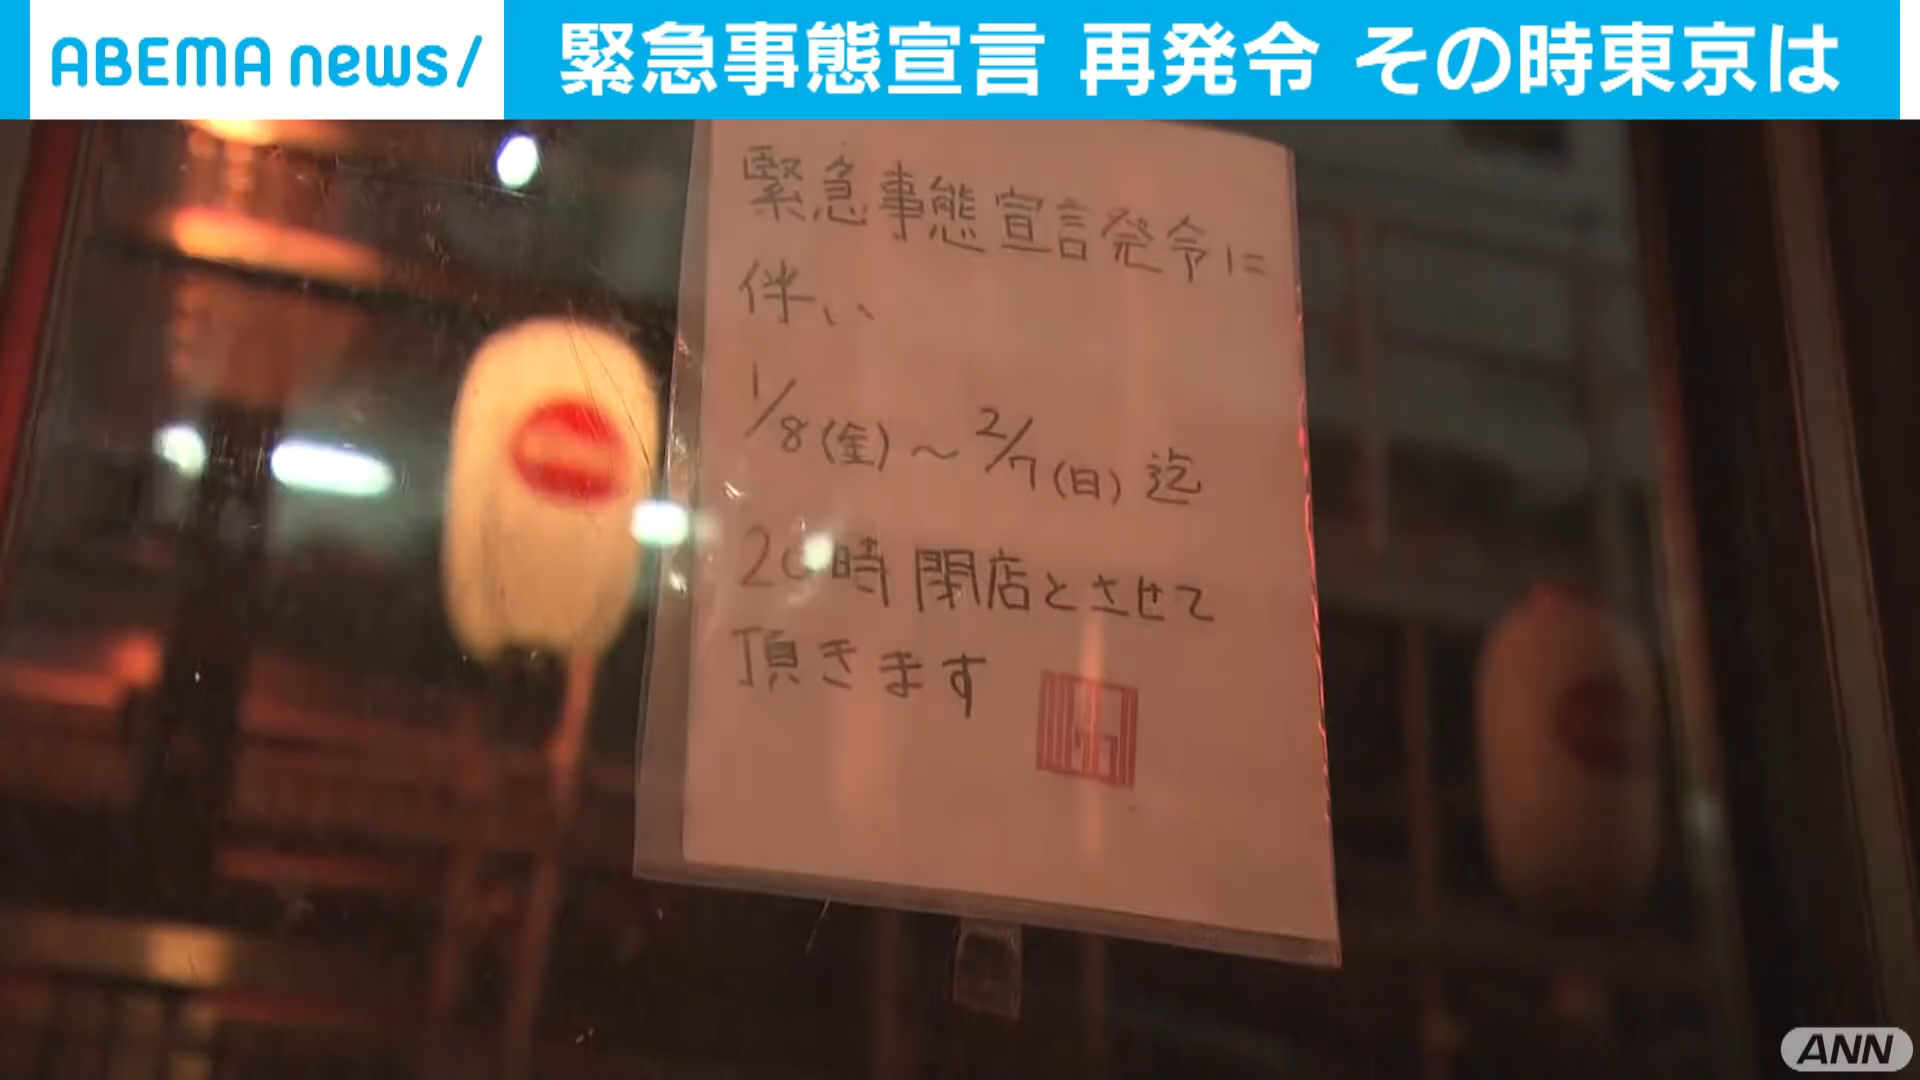 ABEMA news/
緊急事態宣言 再発令 その時東京は
緊急事態宣言発令に
伴い
1/8(金)~2/7(日)迄
20時閉店とさせて
頂きます
ANN